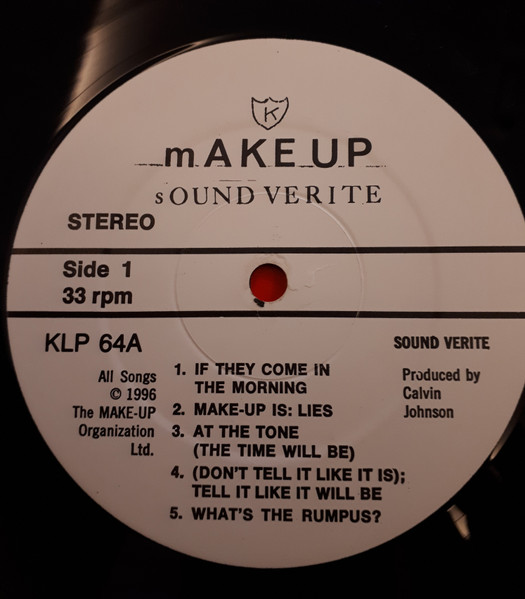 K
mAKE UP
sOUND VERITE
STEREO
Side 1
33 rpm
KLP 64A
SOUND VERITE
All Songs
© 1996
The MAKE-UP
Organization
Ltd.
1. IF THEY COME IN
THE MORNING
2. MAKE-UP IS: LIES
3. AT THE TONE
(THE TIME WILL BE)
4. (DON'T TELL IT LIKE IT IS);
TELL IT LIKE IT WILL BE
5. WHAT'S THE RUMPUS?
Produced by
Calvin
Johnson